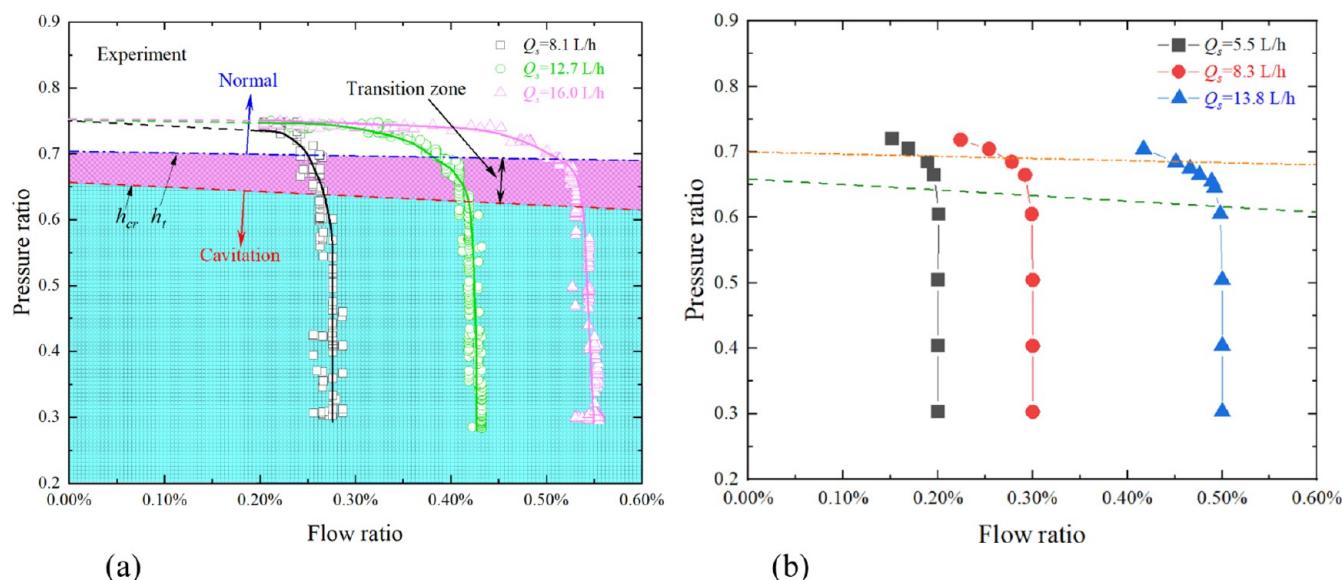 Experiment
Normal
Qs=8.1 L/h
Qs=12.7 L/h
Qs=16.0 L/h
Transition zone
hcr ht
Cavitation
Pressure ratio
0.9
0.8
0.7
0.6
0.5
0.4
0.3
0.2
0.00% 0.10% 0.20% 0.30% 0.40% 0.50% 0.60%
Flow ratio
(a)
Qs=5.5 L/h
Qs=8.3 L/h
Qs=13.8 L/h
Pressure ratio
0.9
0.8
0.7
0.6
0.5
0.4
0.3
0.2
0.00% 0.10% 0.20% 0.30% 0.40% 0.50% 0.60%
Flow ratio
(b)